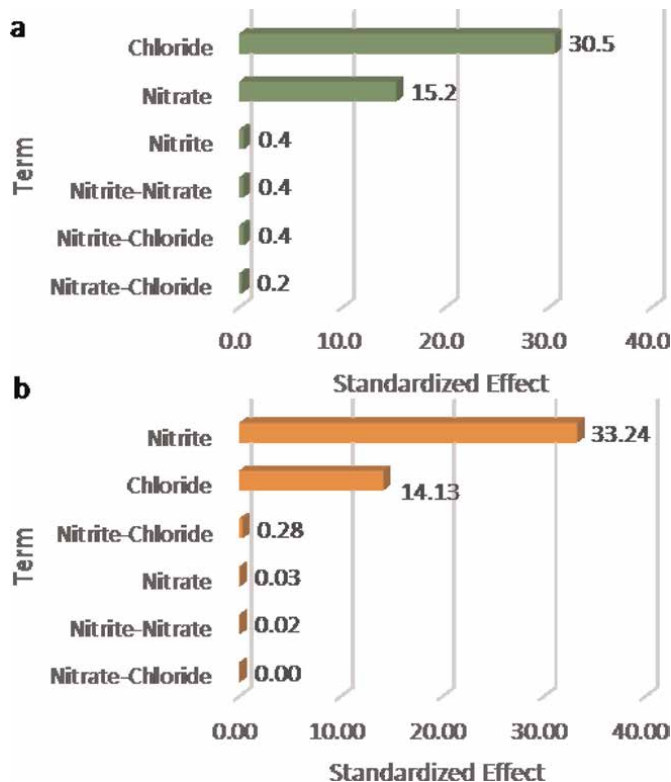 a
Term
Chloride 30.5
Nitrate 15.2
Nitrite 0.4
Nitrite-Nitrate 0.4
Nitrite-Chloride 0.4
Nitrate-Chloride 0.2
0.0 10.0 20.0 30.0 40.0
Standardized Effect
b
Term
Nitrite 33.24
Chloride 14.13
Nitrite-Chloride 0.28
Nitrate 0.03
Nitrite-Nitrate 0.02
Nitrate-Chloride 0.00
0.00 10.00 20.00 30.00 40.00
Standardized Effect